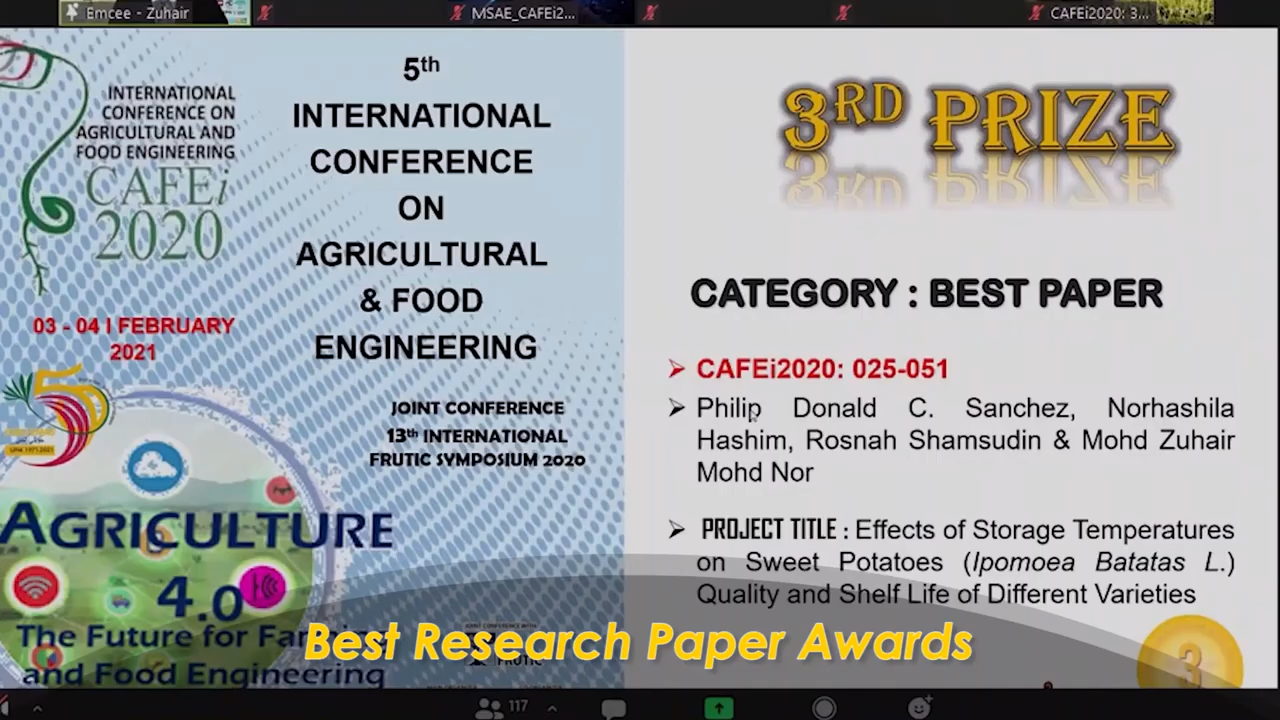 Emcee - Zuhair
MSAE_CAFEi2...
CAFEi2020: 3...
INTERNATIONAL
CONFERENCE ON
AGRICULTURAL AND
FOOD ENGINEERING
CAFEi
2020
03 - 04 I FEBRUARY
2021
5th
INTERNATIONAL
CONFERENCE
ON
AGRICULTURAL
& FOOD
ENGINEERING
JOINT CONFERENCE
13th INTERNATIONAL
FRUTIC SYMPOSIUM 2020
AGRICULTURE
4.0
The Future for
and Food Engineering
FRUTIC
3RD PRIZE
CATEGORY : BEST PAPER
CAFEi2020: 025-051
Philip Donald C. Sanchez, Norhashila
Hashim, Rosnah Shamsudin & Mohd Zuhair
Mohd Nor
PROJECT TITLE : Effects of Storage Temperatures
on Sweet Potatoes (Ipomoea Batatas L.)
Quality and Shelf Life of Different Varieties
3
Best Research Paper Awards
117